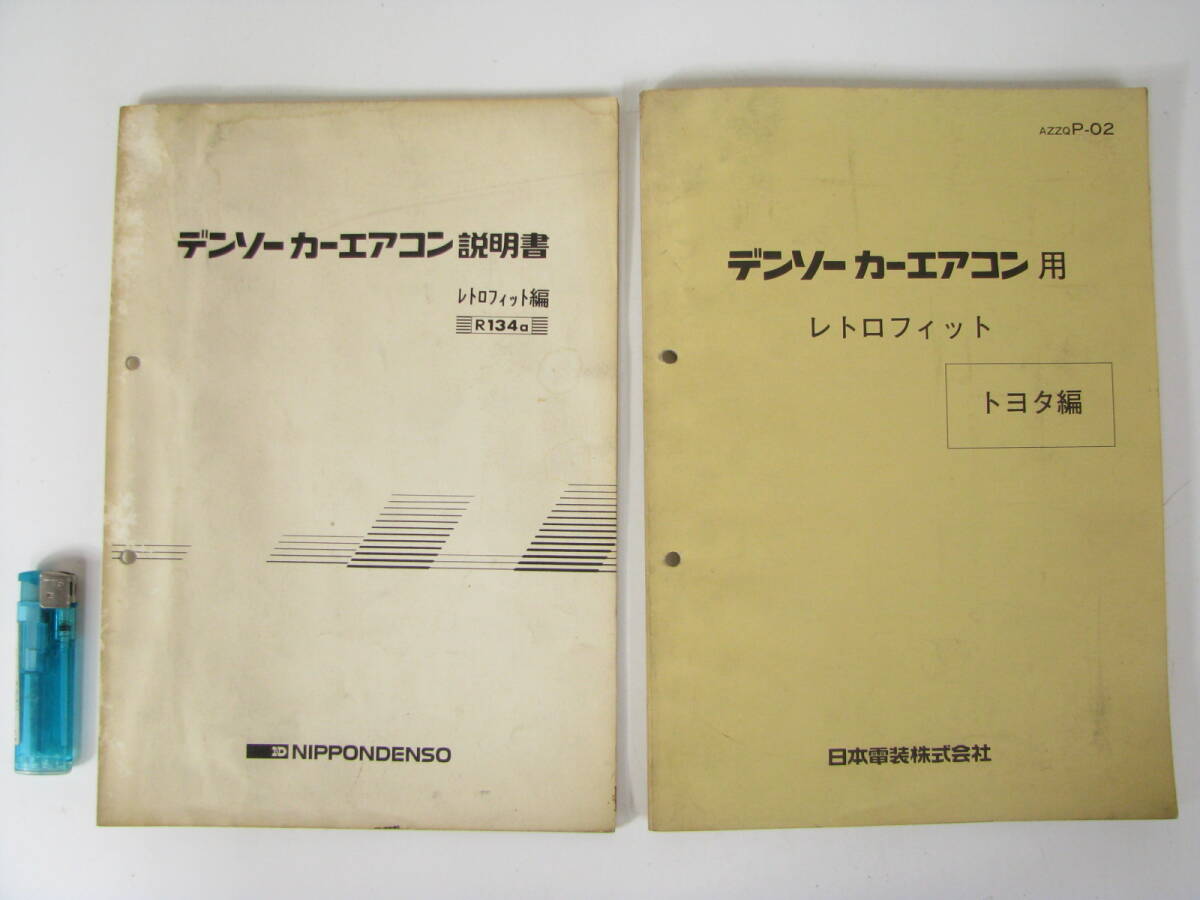 デンソー カーエアコン 説明書
レトロフィット編
R134a
ND NIPPONDENSO
AZZQP-02
デンソー カーエアコン 用
レトロフィット
トヨタ編
日本電装株式会社